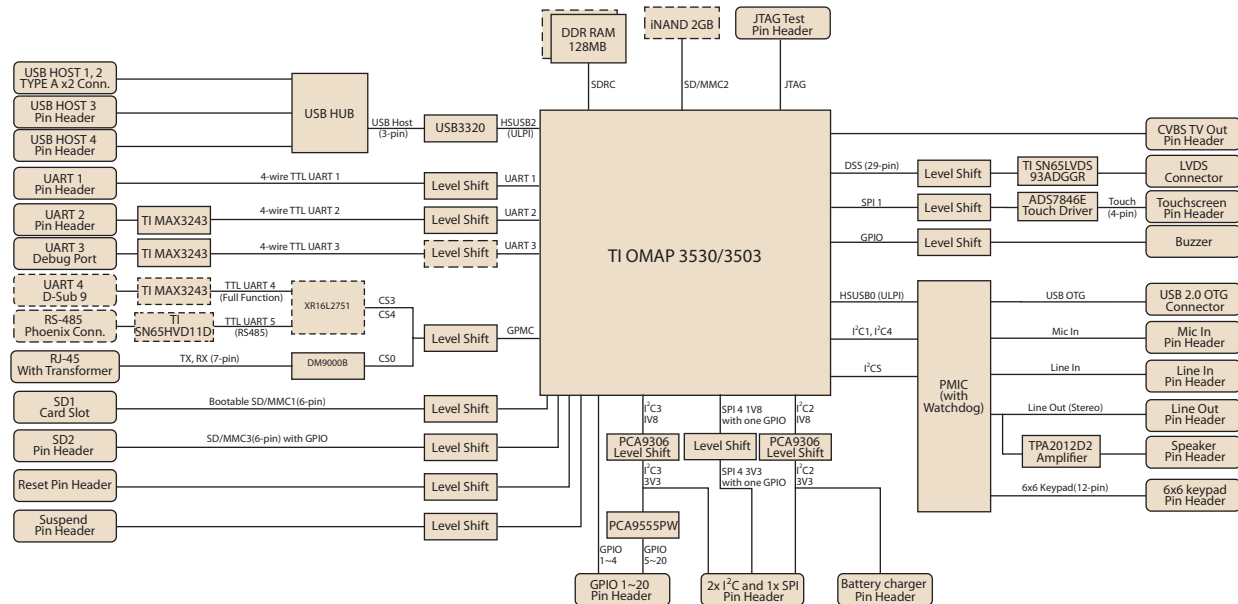 DDR RAM
128MB
iNAND 2GB
JTAG Test
Pin Header
SDRC
SD/MMC2
JTAG
USB HOST 1, 2
TYPE A x2 Conn.
USB HOST 3
Pin Header
USB HOST 4
Pin Header
USB HUB
USB Host
(3-pin)
USB3320
HSUSB2
(ULPI)
UART 1
Pin Header
4-wire TTL UART 1
Level Shift
UART 1
UART 2
Pin Header
TI MAX3243
4-wire TTL UART 2
Level Shift
UART 2
UART 3
Debug Port
TI MAX3243
4-wire TTL UART 3
Level Shift
UART 3
UART 4
D-Sub 9
TI MAX3243
TTL UART 4
(Full Function)
RS-485
Phoenix Conn.
TI
SN65HVD11D
TTL UART 5
(RS485)
XR16L2751
CS3
CS4
Level Shift
GPMC
RJ-45
With Transformer
TX, RX (7-pin)
DM9000B
CS0
SD1
Card Slot
Bootable SD/MMC1(6-pin)
Level Shift
SD2
Pin Header
SD/MMC3(6-pin) with GPIO
Level Shift
Reset Pin Header
Level Shift
Suspend
Pin Header
Level Shift
TI OMAP 3530/3503
CVBS TV Out
Pin Header
DSS (29-pin)
Level Shift
TI SN65LVDS
93ADGGR
LVDS
Connector
SPI 1
Level Shift
ADS7846E
Touch Driver
Touch
(4-pin)
Touchscreen
Pin Header
GPIO
Level Shift
Buzzer
HSUSB0 (ULPI)
I²C1, I²C4
I²CS
PMIC
(with
Watchdog)
USB OTG
USB 2.0 OTG
Connector
Mic In
Mic In
Pin Header
Line In
Line In
Pin Header
Line Out (Stereo)
Line Out
Pin Header
TPA2012D2
Amplifier
Speaker
Pin Header
6x6 Keypad(12-pin)
6x6 keypad
Pin Header
I²C3
IV8
SPI 4 1V8
with one GPIO
I²C2
1V8
PCA9306
Level Shift
Level Shift
PCA9306
Level Shift
I²C3
3V3
SPI 4 3V3
with one GPIO
I²C2
3V3
PCA9555PW
GPIO
1~4
GPIO
5~20
GPIO 1~20
Pin Header
2x I²C and 1x SPI
Pin Header
Battery charger
Pin Header